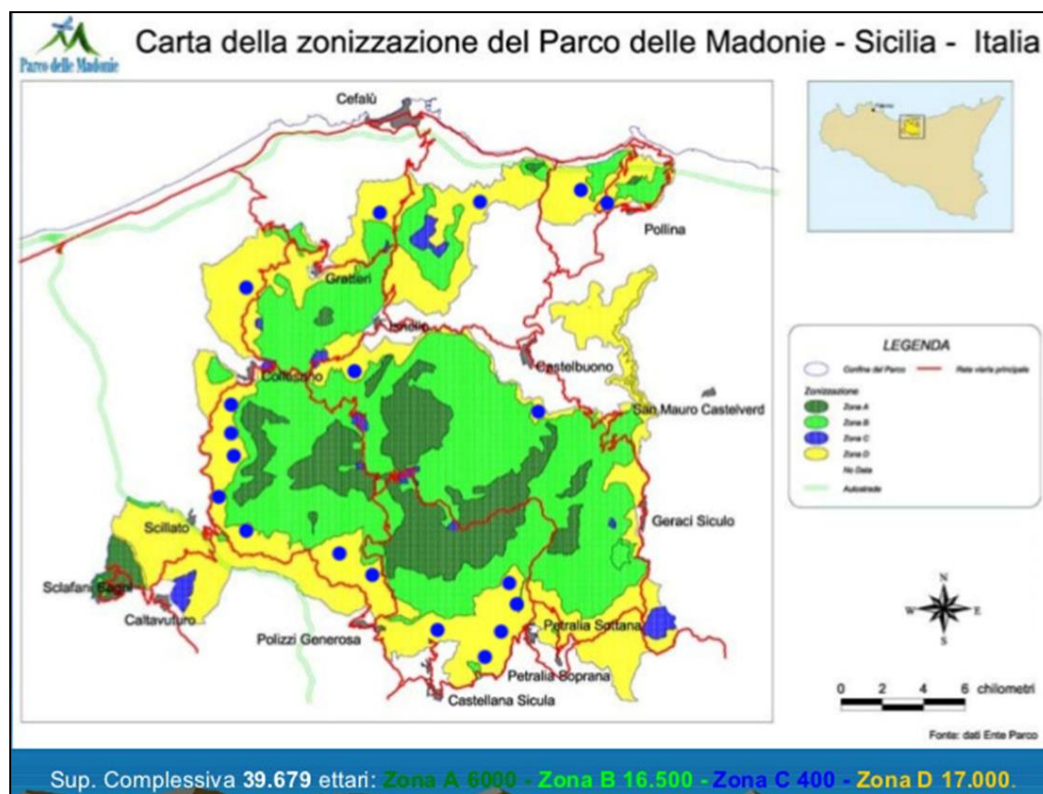 Parco delle Madonie
Carta della zonizzazione del Parco delle Madonie - Sicilia - Italia
Cefalù
Palermo
Pollina
Gratteri
Isnello
Castelbuono
Collesano
San Mauro Castelverd
Geraci Siculo
Scillato
Sclafani Bagni
Caltavuturo
Polizzi Generosa
Petralia Sottana
Petralia Soprana
Castellana Sicula
LEGENDA
Confine del Parco
Rete viaria principale
Zonizzazione:
Zona A
Zona B
Zona C
Zona D
No Data
Autostrade
N
W E
S
0 2 4 6 chilometri
Fonte: dati Ente Parco
Sup. Complessiva 39.679 ettari: Zona A 6000 - Zona B 16.500 - Zona C 400 - Zona D 17.000.